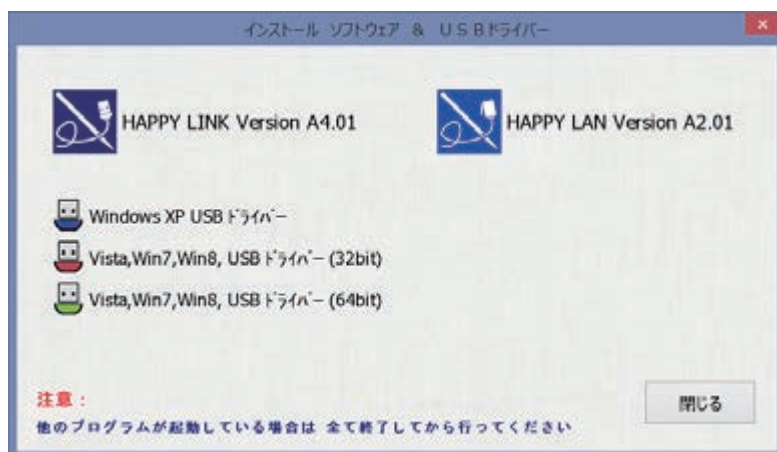 インストール ソフトウェア ＆ ＵＳＢﾄﾞﾗｲﾊﾞｰ
HAPPY LINK Version A4.01
HAPPY LAN Version A2.01
Windows XP USB ﾄﾞﾗｲﾊﾞｰ
Vista,Win7,Win8, USB ﾄﾞﾗｲﾊﾞｰ (32bit)
Vista,Win7,Win8, USB ﾄﾞﾗｲﾊﾞｰ (64bit)
注意：
他のプログラムが起動している場合は 全て終了してから行ってください
閉じる